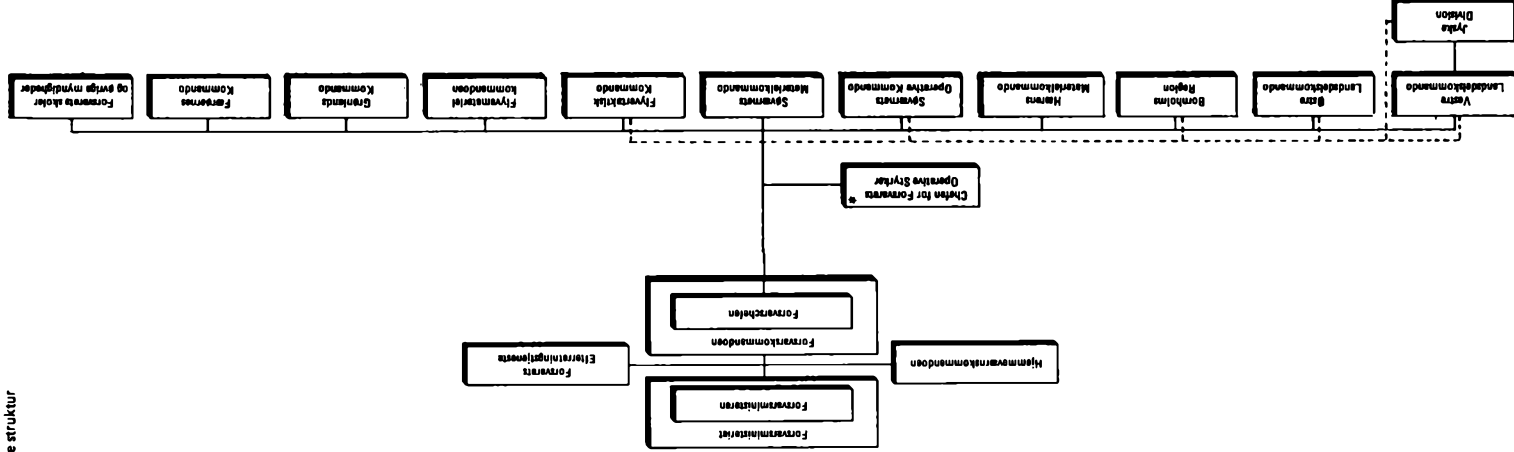 e struktur
Forsvarsministeriet
Forsvarsministeren
Hjemmeværnskommandoen
Forsvarets
Efterretningstjeneste
Forsvarskommandoen
Forsvarschefen
Chefen for Forsvarets
Operative Styrker *
Vestre
Landsdelskommando
Østre
Landsdelskommando
Bornholms
Region
Hærens
Materielkommando
Søværnets
Operative Kommando
Søværnets
Materielkommando
Flyvertaktisk
Kommando
Flyvematerial
kommandoen
Grønlands
Kommando
Færøernes
Kommando
Forsvarets skoler
og øvrige myndigheder
Jyske
Division